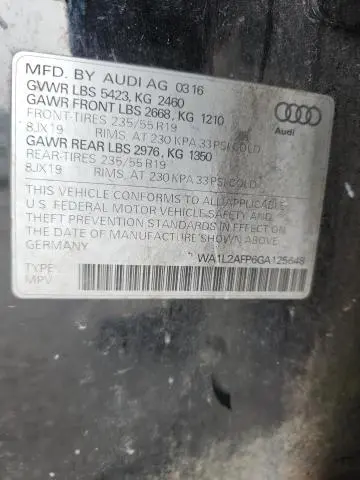 MFD. BY AUDI AG 03 16
GVWR LBS 5423, KG 2460
GAWR FRONT LBS 2668, KG 1210
FRONT-TIRES 235/55 R19
8JX19 RIMS, AT 230 KPA 33 PSI COLD
GAWR REAR LBS 2976, KG 1350
REAR-TIRES 235/55 R19
8JX19 RIMS, AT 230 KPA 33 PSI COLD
THIS VEHICLE CONFORMS TO ALL APPLICABLE
U.S. FEDERAL MOTOR VEHICLE SAFETY AND
THEFT PREVENTION STANDARDS IN EFFECT ON
THE DATE OF MANUFACTURE SHOWN ABOVE.
GERMANY
WA1L2AFP6GA125648
TYPE:
MPV
Audi